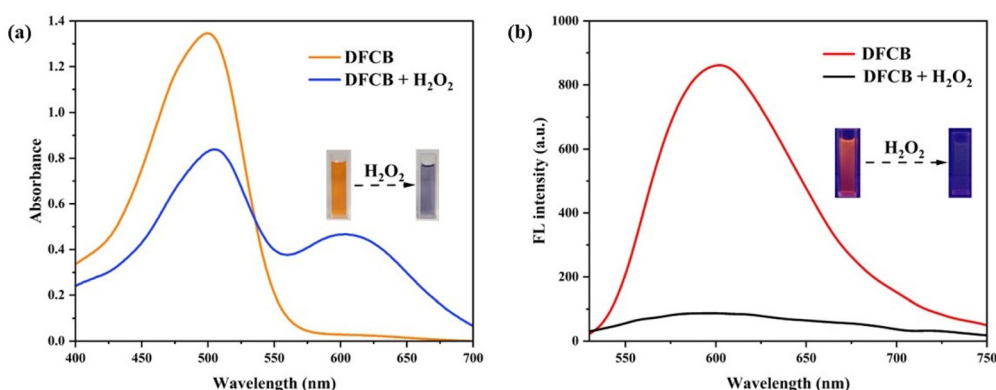 (a)
1.4
1.2
1.0
0.8
0.6
0.4
0.2
0.0
Absorbance
DFCB
DFCB + H₂O₂
H₂O₂
400 450 500 550 600 650 700
Wavelength (nm)
(b)
1000
800
600
400
200
0
FL intensity (a.u.)
DFCB
DFCB + H₂O₂
H₂O₂
550 600 650 700 750
Wavelength (nm)